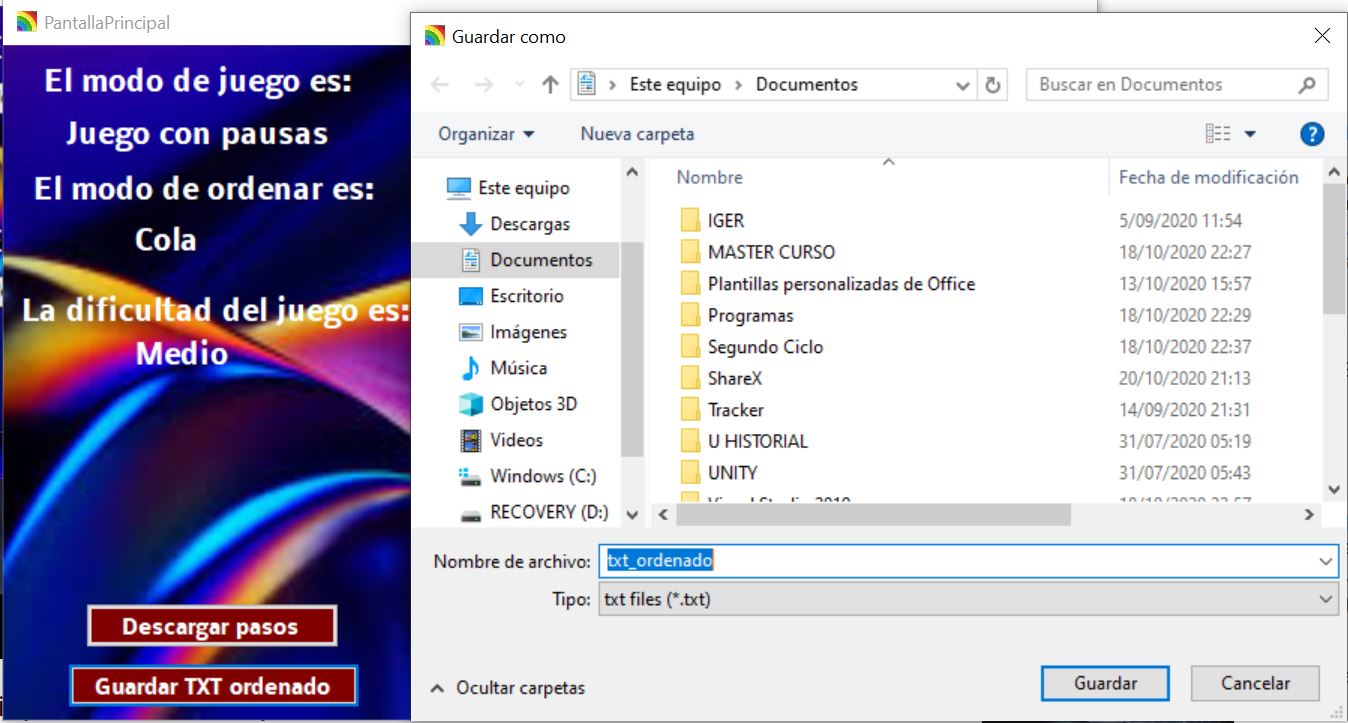 PantallaPrincipal
El modo de juego es:
Juego con pausas
El modo de ordenar es:
Cola
La dificultad del juego es:
Medio
Descargar pasos
Guardar TXT ordenado
Guardar como
Este equipo > Documentos
Buscar en Documentos
Organizar
Nueva carpeta
Este equipo
Descargas
Documentos
Escritorio
Imágenes
Música
Objetos 3D
Videos
Windows (C:)
RECOVERY (D:)
Nombre Fecha de modificación
IGER 5/09/2020 11:54
MASTER CURSO 18/10/2020 22:27
Plantillas personalizadas de Office 13/10/2020 15:57
Programas 18/10/2020 22:29
Segundo Ciclo 18/10/2020 22:37
ShareX 20/10/2020 21:13
Tracker 14/09/2020 21:31
U HISTORIAL 31/07/2020 05:19
UNITY 31/07/2020 05:43
Nombre de archivo: txt_ordenado
Tipo: txt files (*.txt)
Ocultar carpetas
Guardar
Cancelar